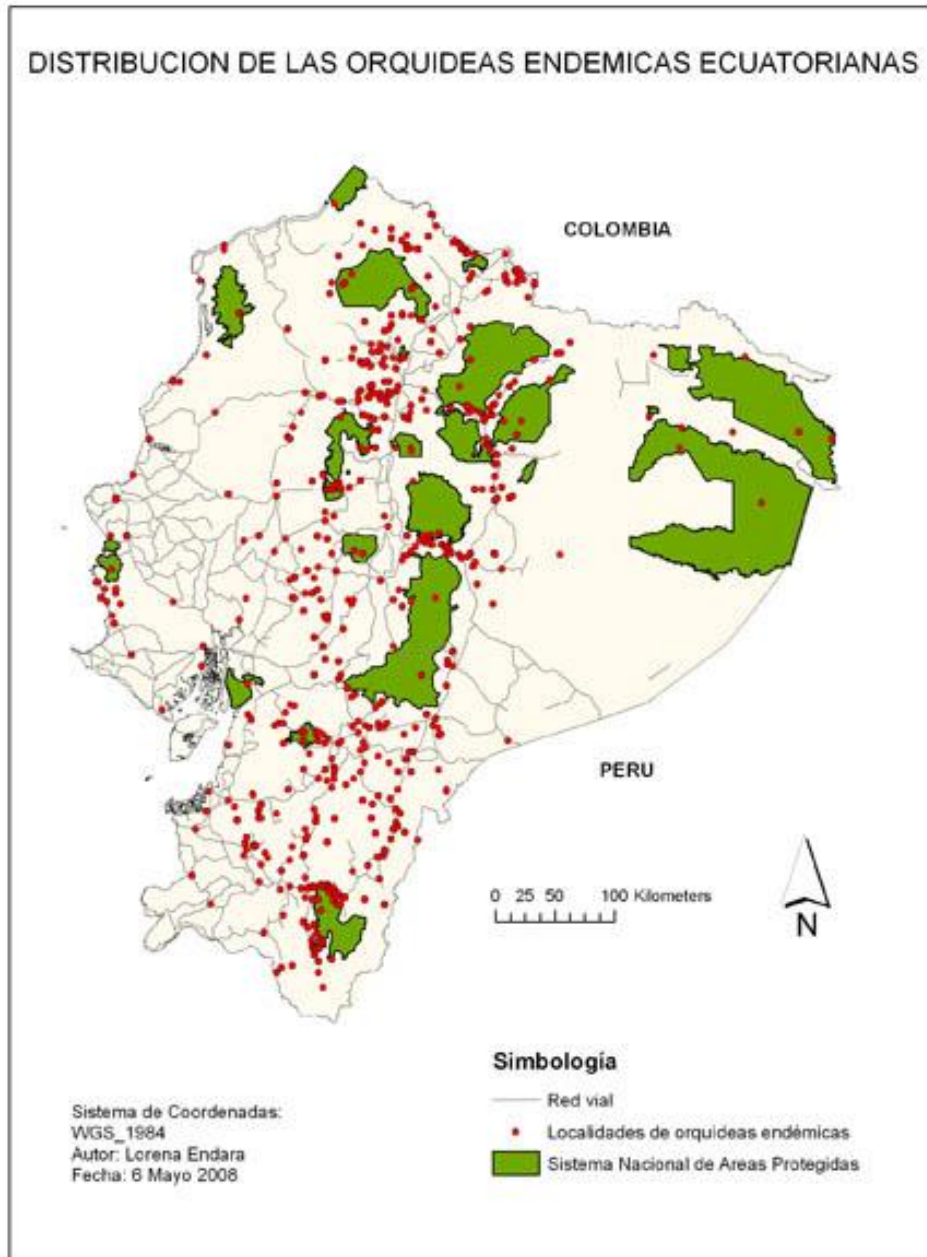 DISTRIBUCION DE LAS ORQUIDEAS ENDEMICAS ECUATORIANAS
COLOMBIA
PERU
0 25 50 100 Kilometers
N
Simbología
Red vial
Localidades de orquideas endémicas
Sistema Nacional de Areas Protegidas
Sistema de Coordenadas:
WGS_1984
Autor: Lorena Endara
Fecha: 6 Mayo 2008